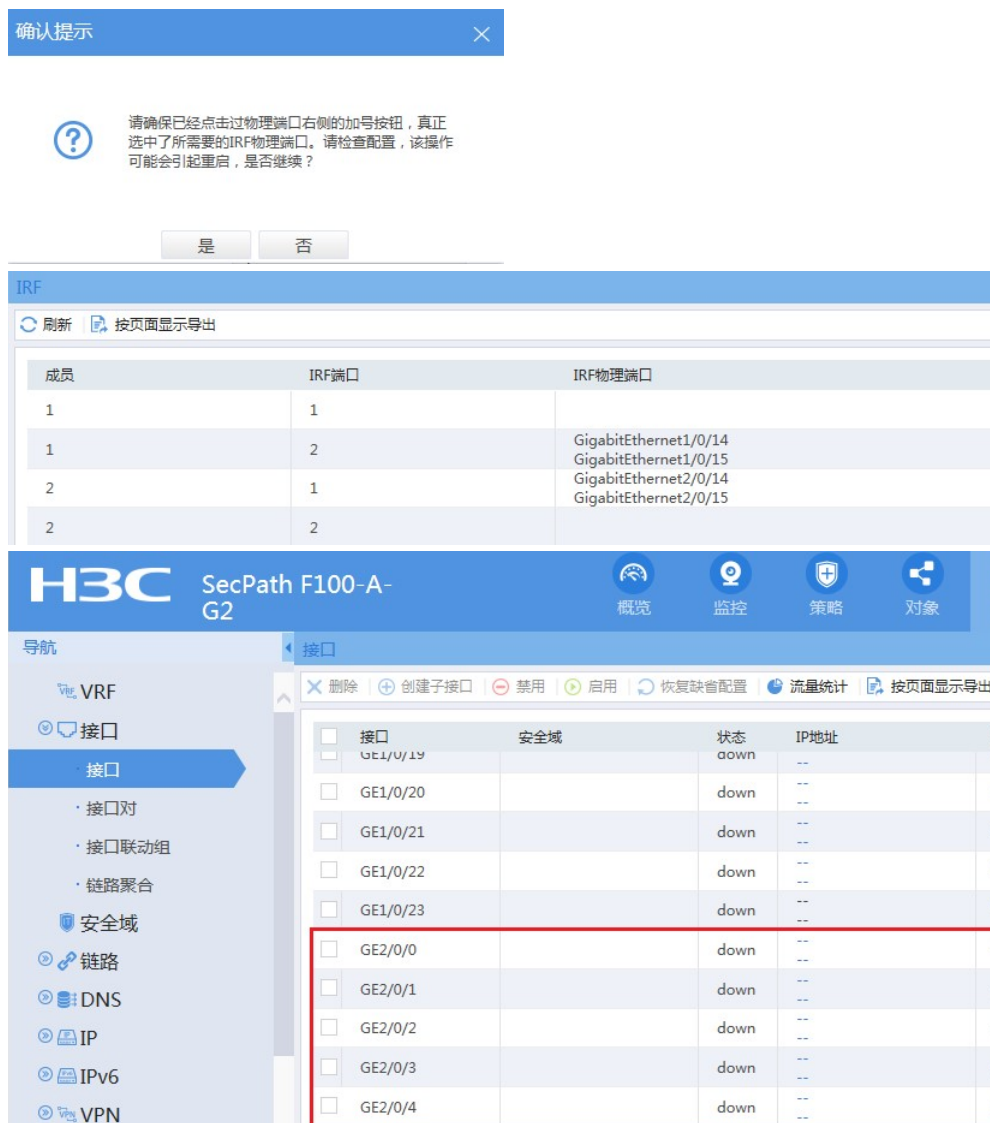 确认提示
请确保已经点击过物理端口右侧的加号按钮，真正
选中了所需要的IRF物理端口。请检查配置，该操作
可能会引起重启，是否继续？
是 否
IRF
刷新 按页面显示导出
成员 IRF端口 IRF物理端口
1 1
1 2 GigabitEthernet1/0/14
GigabitEthernet1/0/15
2 1 GigabitEthernet2/0/14
GigabitEthernet2/0/15
2 2
H3C SecPath F100-A-
G2
概览 监控 策略 对象
导航
VRF
接口
接口
接口对
接口联动组
链路聚合
安全域
链路
DNS
IP
IPv6
VPN
接口
删除 创建子接口 禁用 启用 恢复缺省配置 流量统计 按页面显示导出
接口 安全域 状态 IP地址
GE1/0/19 down --
GE1/0/20 down --
--
GE1/0/21 down --
--
GE1/0/22 down --
--
GE1/0/23 down --
--
GE2/0/0 down --
--
GE2/0/1 down --
--
GE2/0/2 down --
--
GE2/0/3 down --
--
GE2/0/4 down --
--